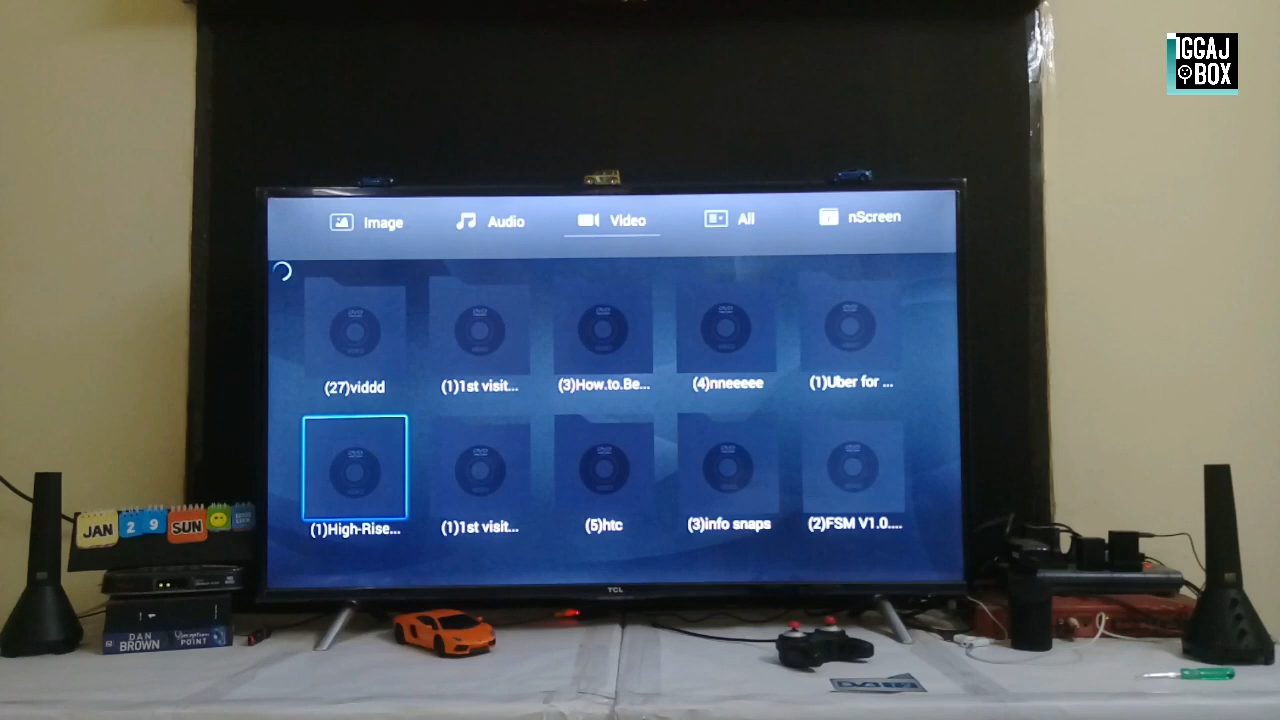 IGGAJ
BOX
Image
Audio
Video
All
nScreen
(27)viddd
(1)1st visit...
(3)How.to.Be...
(4)nneeeee
(1)Uber for ...
(1)High-Rise...
(1)1st visit...
(5)htc
(3)info snaps
(2)FSM V1.0....
TCL
JAN
2
9
SUN
DAN
BROWN
Deception
POINT